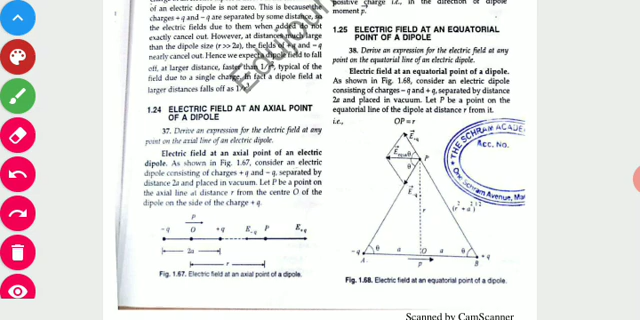 of an electric dipole is not zero. This is because the
charges + q and – q are separated by some distance, so
the electric fields due to them when added do not
exactly cancel out. However, at distances much larger
than the dipole size (r >> 2a), the fields of + q and – q
nearly cancel out. Hence we expect a dipole field to fall
off, at larger distance, faster than 1/r², typical of the
field due to a single charge. In fact a dipole field at
larger distances falls off as 1/r³.
1.24 ELECTRIC FIELD AT AN AXIAL POINT
OF A DIPOLE
37. Derive an expression for the electric field at any
point on the axial line of an electric dipole.
Electric field at an axial point of an electric
dipole. As shown in Fig. 1.67, consider an electric
dipole consisting of charges + q and – q, separated by
distance 2a and placed in vacuum. Let P be a point on
the axial line at distance r from the centre O of the
dipole on the side of the charge + q.
p
– q O + q E-q P E+q
2a
r
Fig. 1.67. Electric field at an axial point of a dipole.
positive charge i.e., in the direction of dipole
moment p.
1.25 ELECTRIC FIELD AT AN EQUATORIAL
POINT OF A DIPOLE
38. Derive an expression for the electric field at any
point on the equatorial line of an electric dipole.
Electric field at an equatorial point of a dipole.
As shown in Fig. 1.68, consider an electric dipole
consisting of charges – q and + q, separated by distance
2a and placed in vacuum. Let P be a point on the
equatorial line of the dipole at distance r from it.
i.e., OP = r
E+q
θ
P
θ
E-q
r
– q θ a O a θ + q
A p B
Fig. 1.68. Electric field at an equatorial point of a dipole.
THE SCHRAM ACADE
Acc. No.
Schram Avenue,
Scanned by CamScanner